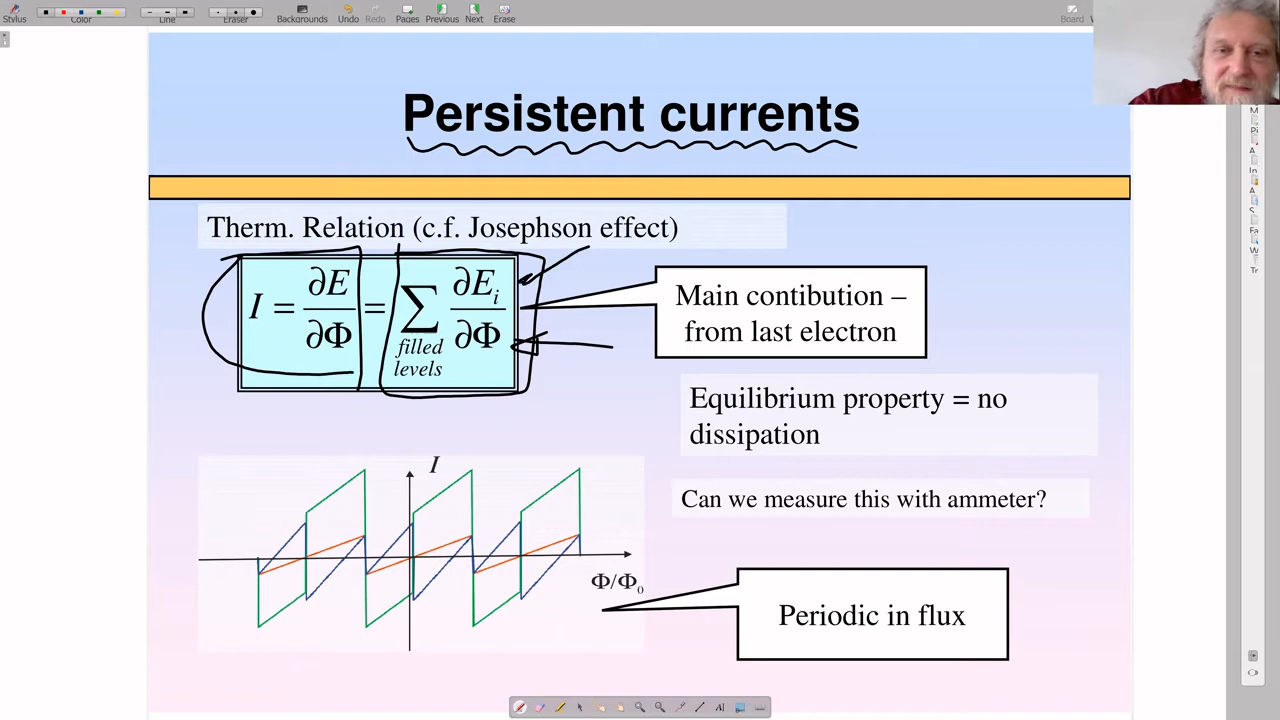 Stylus
Color
Line
Eraser
Backgrounds
Undo
Redo
Pages
Previous
Next
Erase
Board
Persistent currents
Therm. Relation (c.f. Josephson effect)
I = ∂E/∂Φ = ∑ ∂Eᵢ/∂Φ
filled
levels
Main contibution –
from last electron
Equilibrium property = no
dissipation
Can we measure this with ammeter?
I
Φ/Φ₀
Periodic in flux